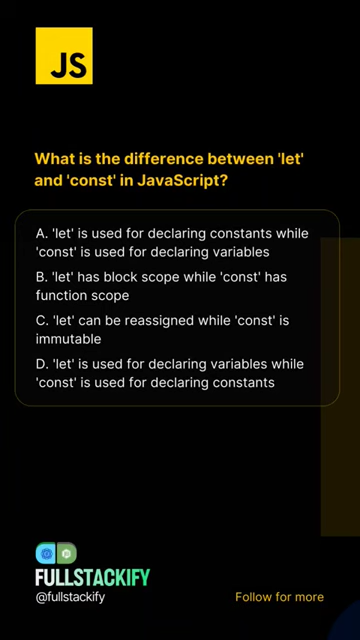 JS
What is the difference between 'let'
and 'const' in JavaScript?
A. 'let' is used for declaring constants while
'const' is used for declaring variables
B. 'let' has block scope while 'const' has
function scope
C. 'let' can be reassigned while 'const' is
immutable
D. 'let' is used for declaring variables while
'const' is used for declaring constants
FULLSTACKIFY
@fullstackify
Follow for more